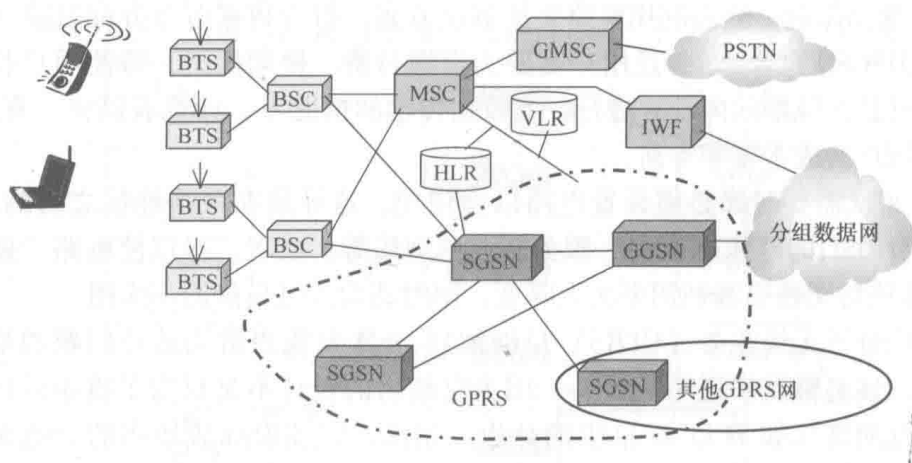 GMSC
PSTN
BTS
BSC
MSC
VLR
IWF
BTS
HLR
BTS
BSC
SGSN
GGSN
分组数据网
BTS
SGSN
GPRS
SGSN
其他GPRS网